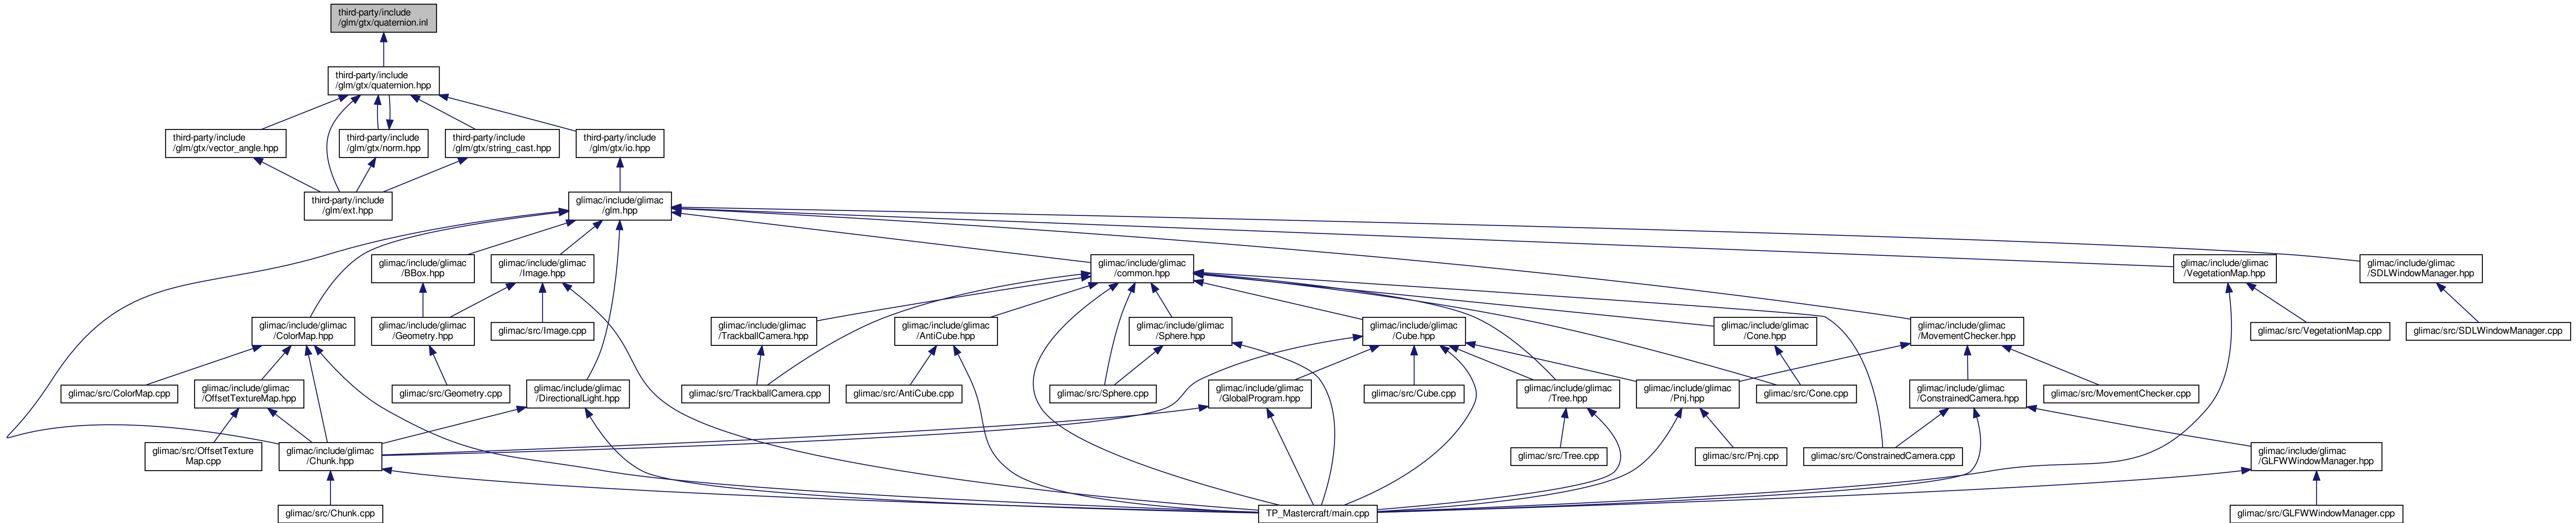 third-party/include
/glm/gtx/quaternion.inl
third-party/include
/glm/gtx/quaternion.hpp
third-party/include
/glm/gtx/vector_angle.hpp
third-party/include
/glm/gtx/norm.hpp
third-party/include
/glm/gtx/string_cast.hpp
third-party/include
/glm/gtx/io.hpp
third-party/include
/glm/ext.hpp
glimac/include/glimac
/glm.hpp
glimac/include/glimac
/BBox.hpp
glimac/include/glimac
/Image.hpp
glimac/include/glimac
/common.hpp
glimac/include/glimac
/VegetationMap.hpp
glimac/include/glimac
/SDLWindowManager.hpp
glimac/include/glimac
/ColorMap.hpp
glimac/include/glimac
/Geometry.hpp
glimac/src/Image.cpp
glimac/include/glimac
/TrackballCamera.hpp
glimac/include/glimac
/AntiCube.hpp
glimac/include/glimac
/Sphere.hpp
glimac/include/glimac
/Cube.hpp
glimac/include/glimac
/Cone.hpp
glimac/include/glimac
/MovementChecker.hpp
glimac/src/VegetationMap.cpp
glimac/src/SDLWindowManager.cpp
glimac/src/ColorMap.cpp
glimac/include/glimac
/OffsetTextureMap.hpp
glimac/src/Geometry.cpp
glimac/include/glimac
/DirectionalLight.hpp
glimac/src/TrackballCamera.cpp
glimac/src/AntiCube.cpp
glimac/src/Sphere.cpp
glimac/include/glimac
/GlobalProgram.hpp
glimac/src/Cube.cpp
glimac/include/glimac
/Tree.hpp
glimac/include/glimac
/Pnj.hpp
glimac/src/Cone.cpp
glimac/include/glimac
/ConstrainedCamera.hpp
glimac/src/MovementChecker.cpp
glimac/src/OffsetTexture
Map.cpp
glimac/include/glimac
/Chunk.hpp
glimac/src/Tree.cpp
glimac/src/Pnj.cpp
glimac/src/ConstrainedCamera.cpp
glimac/include/glimac
/GLFWWindowManager.hpp
glimac/src/Chunk.cpp
TP_Mastercraft/main.cpp
glimac/src/GLFWWindowManager.cpp